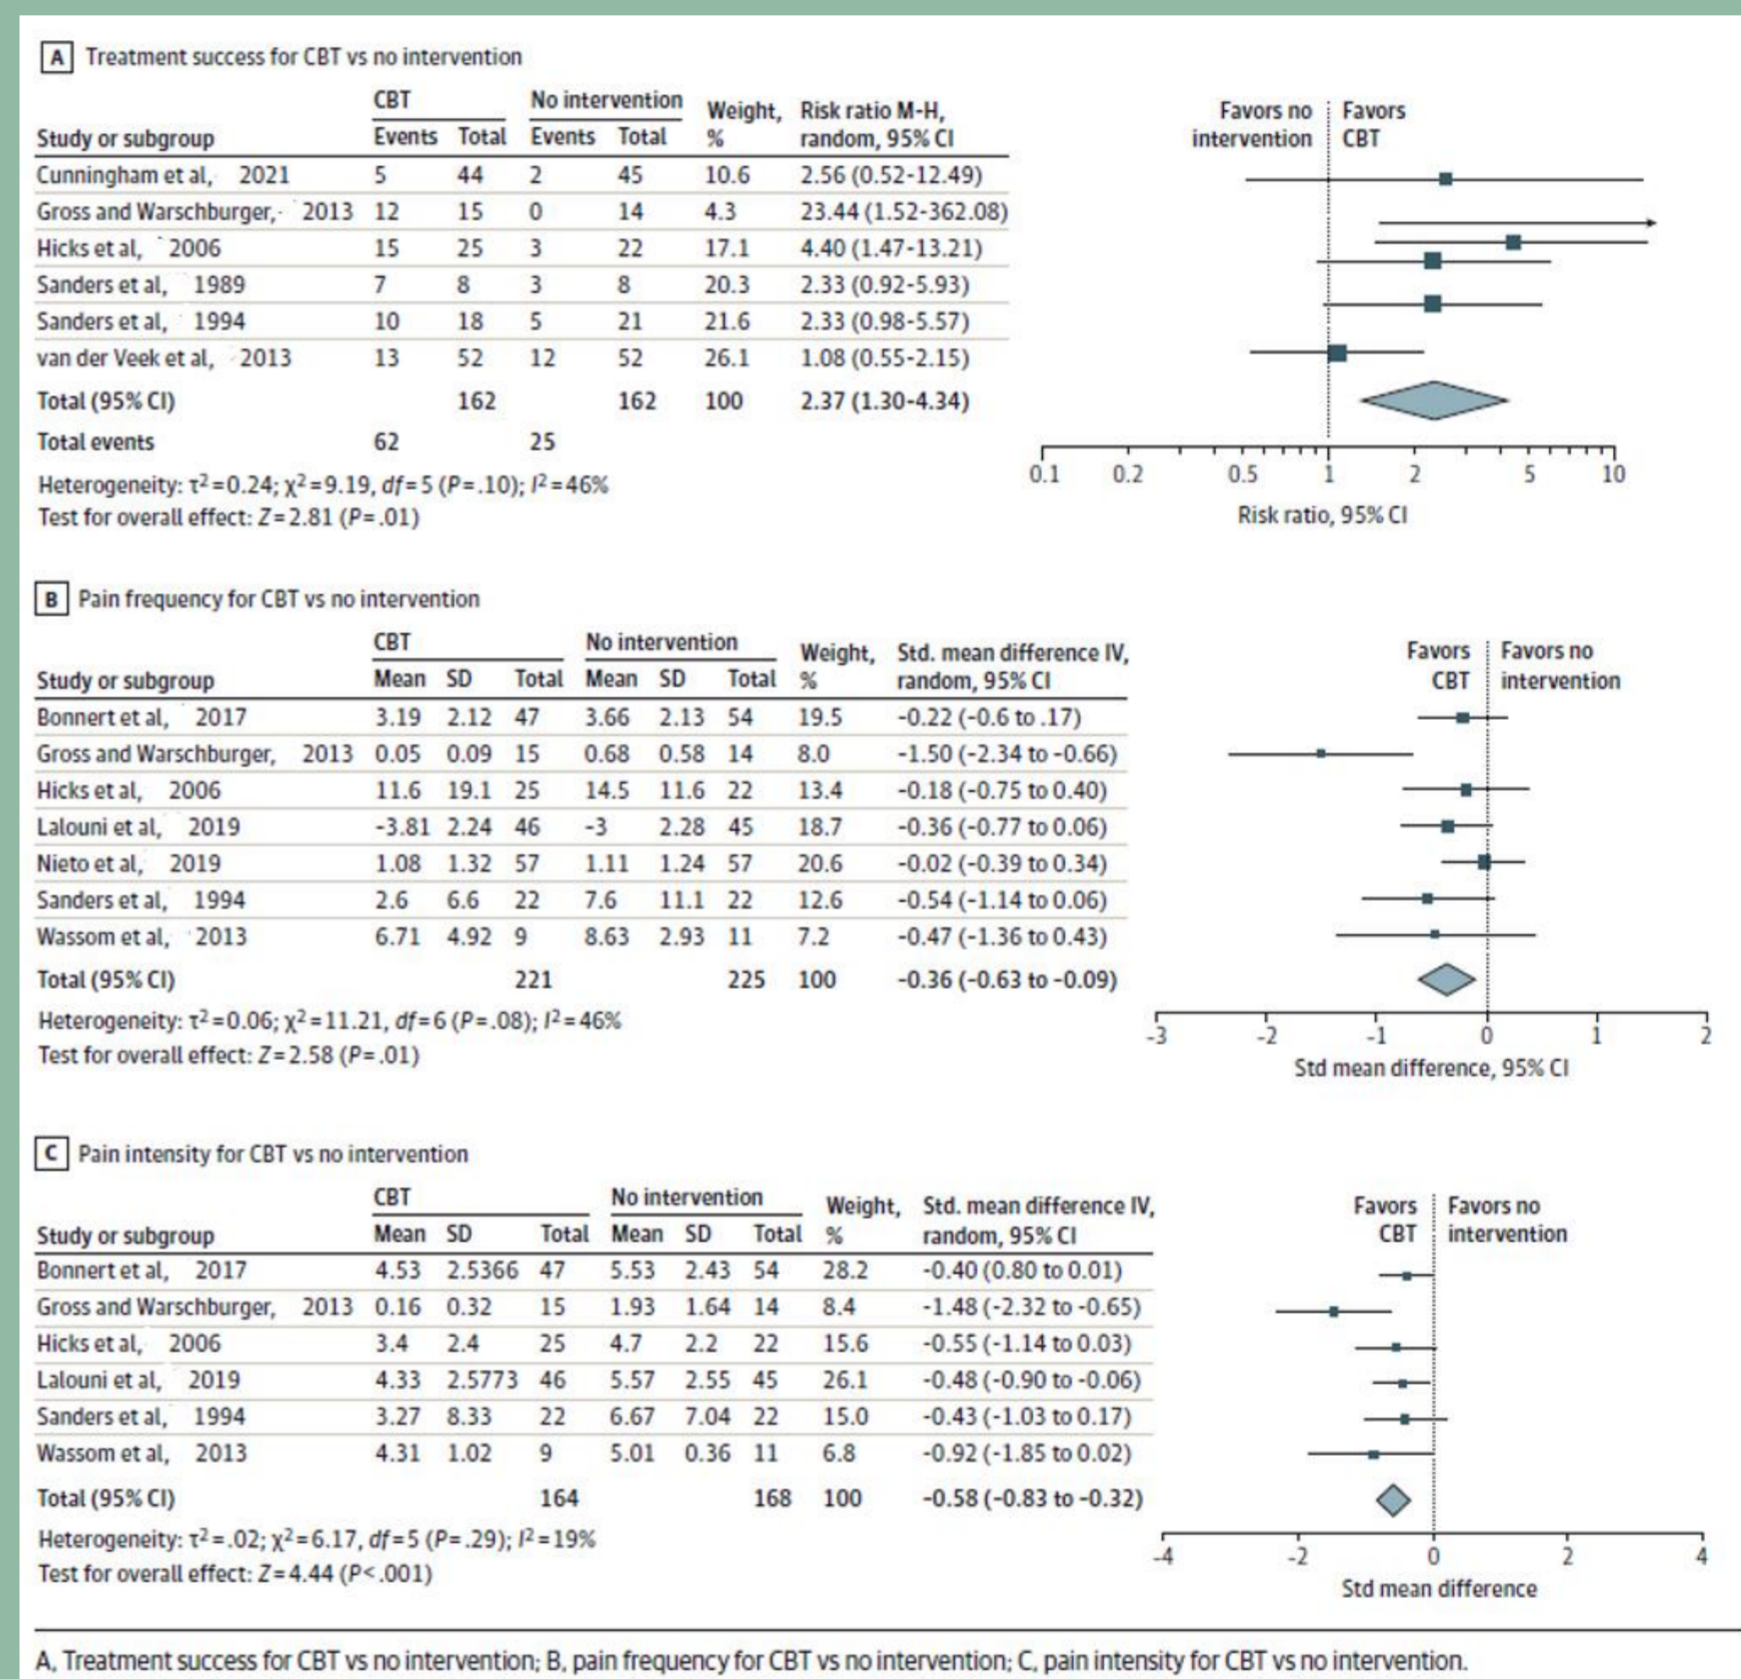 A Treatment success for CBT vs no intervention
CBT No intervention Weight, % Risk ratio M-H, random, 95% CI Favors no intervention Favors CBT
Study or subgroup Events Total Events Total
Cunningham et al, 2021 5 44 2 45 10.6 2.56 (0.52-12.49)
Gross and Warschburger, 2013 12 15 0 14 4.3 23.44 (1.52-362.08)
Hicks et al, 2006 15 25 3 22 17.1 4.40 (1.47-13.21)
Sanders et al, 1989 7 8 3 8 20.3 2.33 (0.92-5.93)
Sanders et al, 1994 10 18 5 21 21.6 2.33 (0.98-5.57)
van der Veek et al, 2013 13 52 12 52 26.1 1.08 (0.55-2.15)
Total (95% CI) 162 162 100 2.37 (1.30-4.34)
Total events 62 25
Heterogeneity: τ²=0.24; χ²=9.19, df=5 (P=.10); I²=46%
Test for overall effect: Z=2.81 (P=.01)
0.1 0.2 0.5 1 2 5 10
Risk ratio, 95% CI
B Pain frequency for CBT vs no intervention
CBT No intervention Weight, % Std. mean difference IV, random, 95% CI Favors CBT Favors no intervention
Study or subgroup Mean SD Total Mean SD Total
Bonnert et al, 2017 3.19 2.12 47 3.66 2.13 54 19.5 -0.22 (-0.6 to .17)
Gross and Warschburger, 2013 0.05 0.09 15 0.68 0.58 14 8.0 -1.50 (-2.34 to -0.66)
Hicks et al, 2006 11.6 19.1 25 14.5 11.6 22 13.4 -0.18 (-0.75 to 0.40)
Lalouni et al, 2019 -3.81 2.24 46 -3 2.28 45 18.7 -0.36 (-0.77 to 0.06)
Nieto et al, 2019 1.08 1.32 57 1.11 1.24 57 20.6 -0.02 (-0.39 to 0.34)
Sanders et al, 1994 2.6 6.6 22 7.6 11.1 22 12.6 -0.54 (-1.14 to 0.06)
Wassom et al, 2013 6.71 4.92 9 8.63 2.93 11 7.2 -0.47 (-1.36 to 0.43)
Total (95% CI) 221 225 100 -0.36 (-0.63 to -0.09)
Heterogeneity: τ²=0.06; χ²=11.21, df=6 (P=.08); I²=46%
Test for overall effect: Z=2.58 (P=.01)
-3 -2 -1 0 1 2
Std mean difference, 95% CI
C Pain intensity for CBT vs no intervention
CBT No intervention Weight, % Std. mean difference IV, random, 95% CI Favors CBT Favors no intervention
Study or subgroup Mean SD Total Mean SD Total
Bonnert et al, 2017 4.53 2.5366 47 5.53 2.43 54 28.2 -0.40 (0.80 to 0.01)
Gross and Warschburger, 2013 0.16 0.32 15 1.93 1.64 14 8.4 -1.48 (-2.32 to -0.65)
Hicks et al, 2006 3.4 2.4 25 4.7 2.2 22 15.6 -0.55 (-1.14 to 0.03)
Lalouni et al, 2019 4.33 2.5773 46 5.57 2.55 45 26.1 -0.48 (-0.90 to -0.06)
Sanders et al, 1994 3.27 8.33 22 6.67 7.04 22 15.0 -0.43 (-1.03 to 0.17)
Wassom et al, 2013 4.31 1.02 9 5.01 0.36 11 6.8 -0.92 (-1.85 to 0.02)
Total (95% CI) 164 168 100 -0.58 (-0.83 to -0.32)
Heterogeneity: τ²=.02; χ²=6.17, df=5 (P=.29); I²=19%
Test for overall effect: Z=4.44 (P<.001)
-4 -2 0 2 4
Std mean difference
A, Treatment success for CBT vs no intervention; B, pain frequency for CBT vs no intervention; C, pain intensity for CBT vs no intervention.